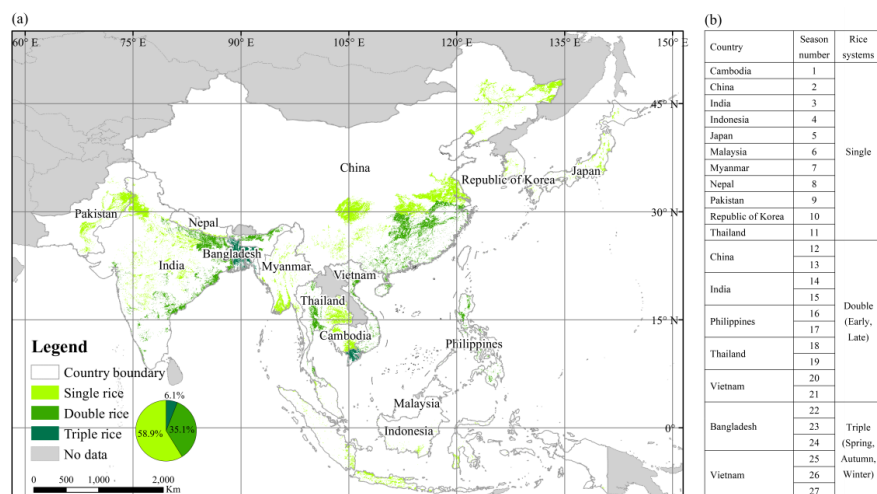 (a)
60° E 75° E 90° E 105° E 120° E 135° E 150° E
45° N
China
Republic of Korea
Japan
30° N
Pakistan
Nepal
Bangladesh
India
Myanmar
Vietnam
Thailand
15° N
Cambodia
Philippines
Malaysia
Indonesia
0°
Legend
Country boundary
Single rice
Double rice
Triple rice
No data
6.1%
58.9%
35.1%
0 500 1,000 2,000
Km
(b)
Country Season number Rice systems
Cambodia 1 Single
China 2
India 3
Indonesia 4
Japan 5
Malaysia 6
Myanmar 7
Nepal 8
Pakistan 9
Republic of Korea 10
Thailand 11
China 12 Double (Early, Late)
13
India 14
15
Philippines 16
17
Thailand 18
19
Vietnam 20
21
Bangladesh 22 Triple (Spring, Autumn, Winter)
23
24
Vietnam 25
26
27